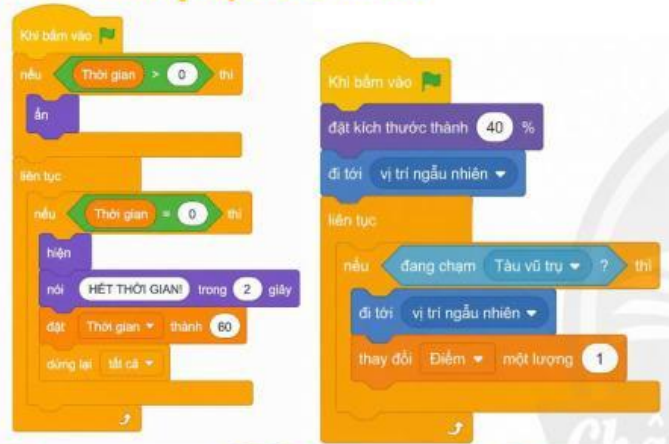 Khi bấm vào
nếu Thời gian > 0 thì
ẩn
liên tục
nếu Thời gian = 0 thì
hiện
nói HẾT THỜI GIAN! trong 2 giây
đặt Thời gian thành 60
dừng lại tất cả
Khi bấm vào
đặt kích thước thành 40 %
đi tới vị trí ngẫu nhiên
liên tục
nếu đang chạm Tàu vũ trụ ? thì
đi tới vị trí ngẫu nhiên
thay đổi Điểm một lượng 1